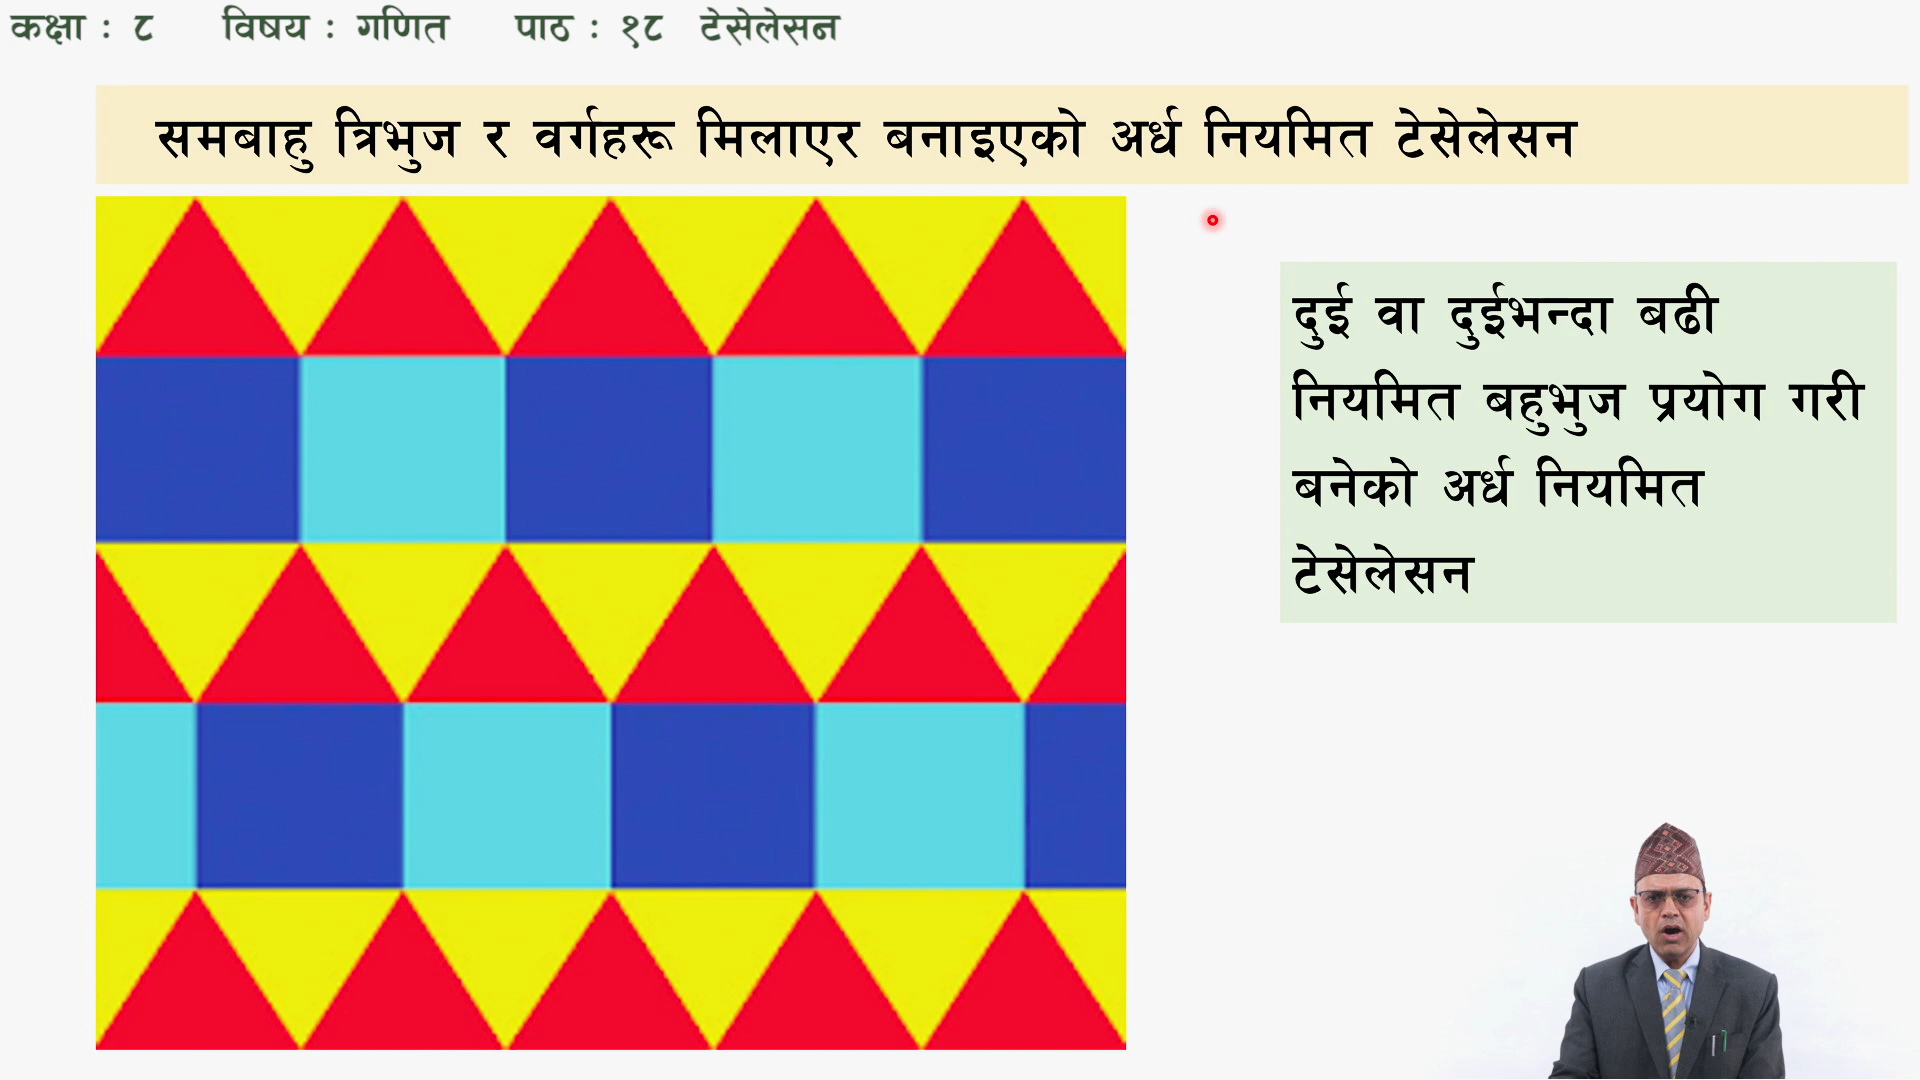 कक्षा : ८ विषय : गणित पाठ : १८ टेसेलेसन
समबाहु त्रिभुज र वर्गहरू मिलाएर बनाइएको अर्ध नियमित टेसेलेसन
दुई वा दुईभन्दा बढी
नियमित बहुभुज प्रयोग गरी
बनेको अर्ध नियमित
टेसेलेसन